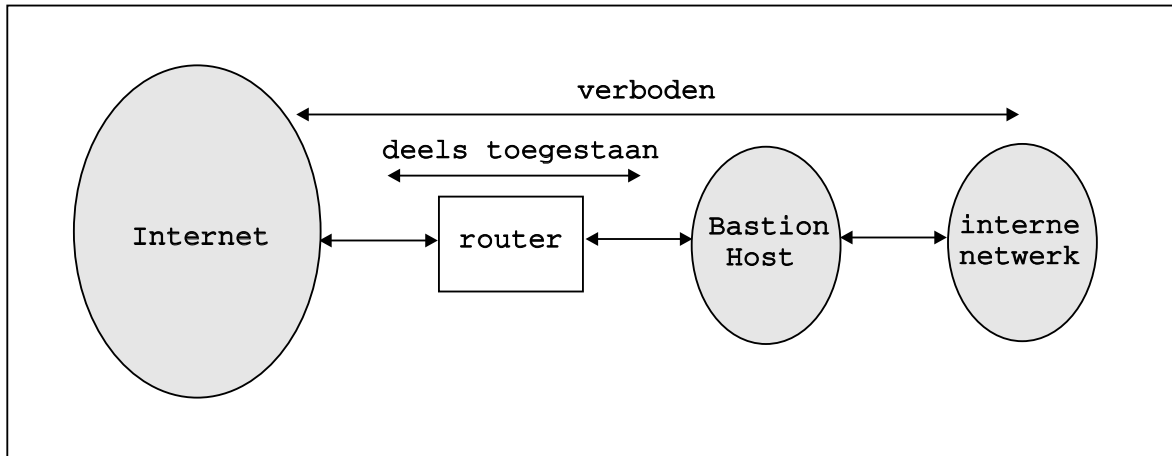 verboden
deels toegestaan
Internet
router
Bastion
Host
interne
netwerk